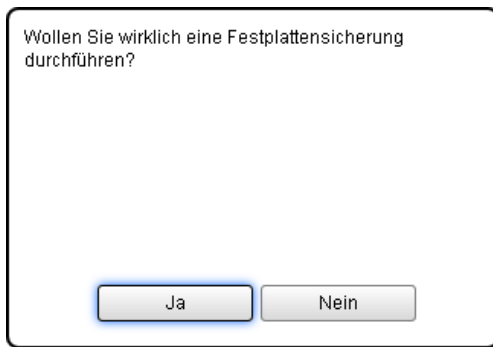 Wollen Sie wirklich eine Festplattensicherung
durchführen?
Ja
Nein